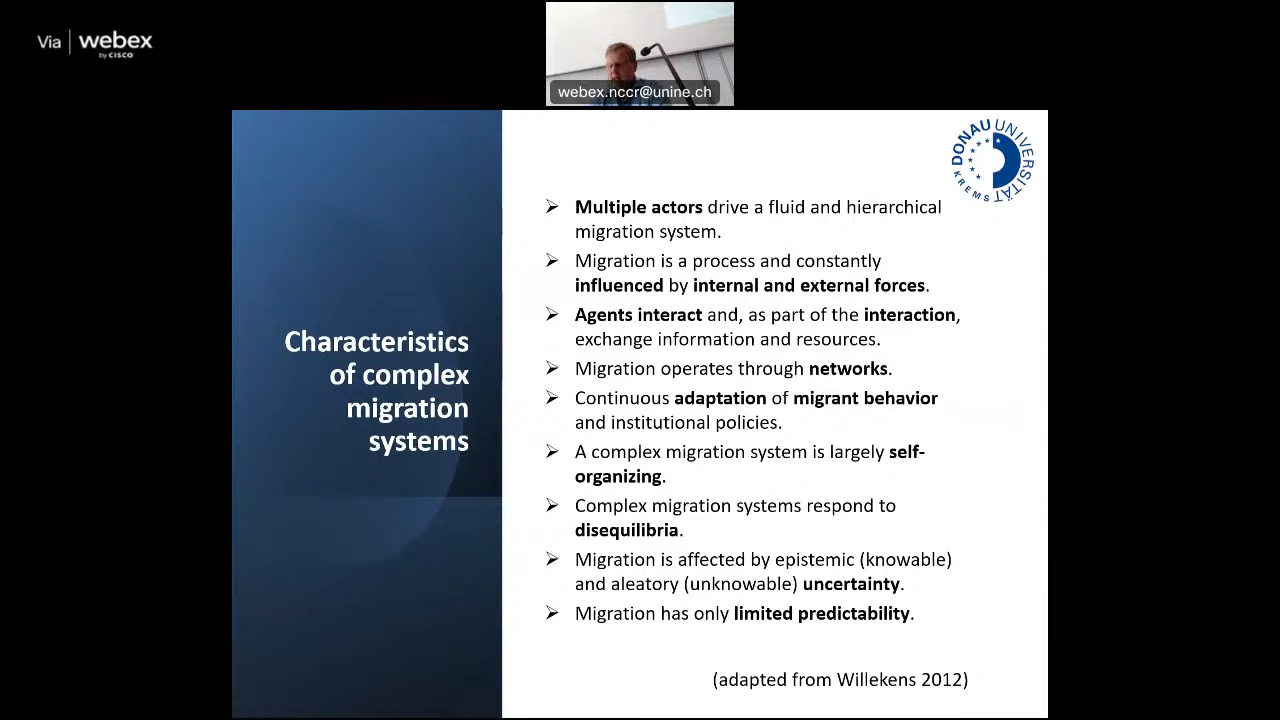 Via webex
by CISCO
webex.nccr@unine.ch
DONAU UNIVERSITÄT
KREMS
Characteristics
of complex
migration
systems
➢ Multiple actors drive a fluid and hierarchical
migration system.
➢ Migration is a process and constantly
influenced by internal and external forces.
➢ Agents interact and, as part of the interaction,
exchange information and resources.
➢ Migration operates through networks.
➢ Continuous adaptation of migrant behavior
and institutional policies.
➢ A complex migration system is largely self-
organizing.
➢ Complex migration systems respond to
disequilibria.
➢ Migration is affected by epistemic (knowable)
and aleatory (unknowable) uncertainty.
➢ Migration has only limited predictability.
(adapted from Willekens 2012)